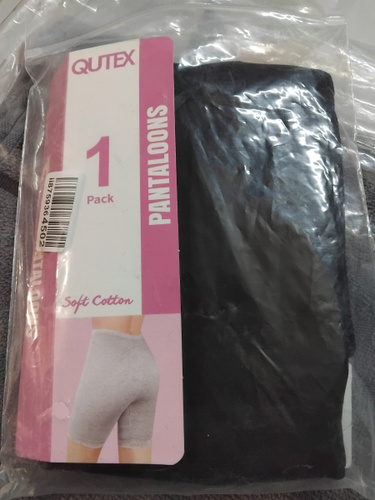 QUTEX
1
Pack
PANTALOONS
Soft Cotton